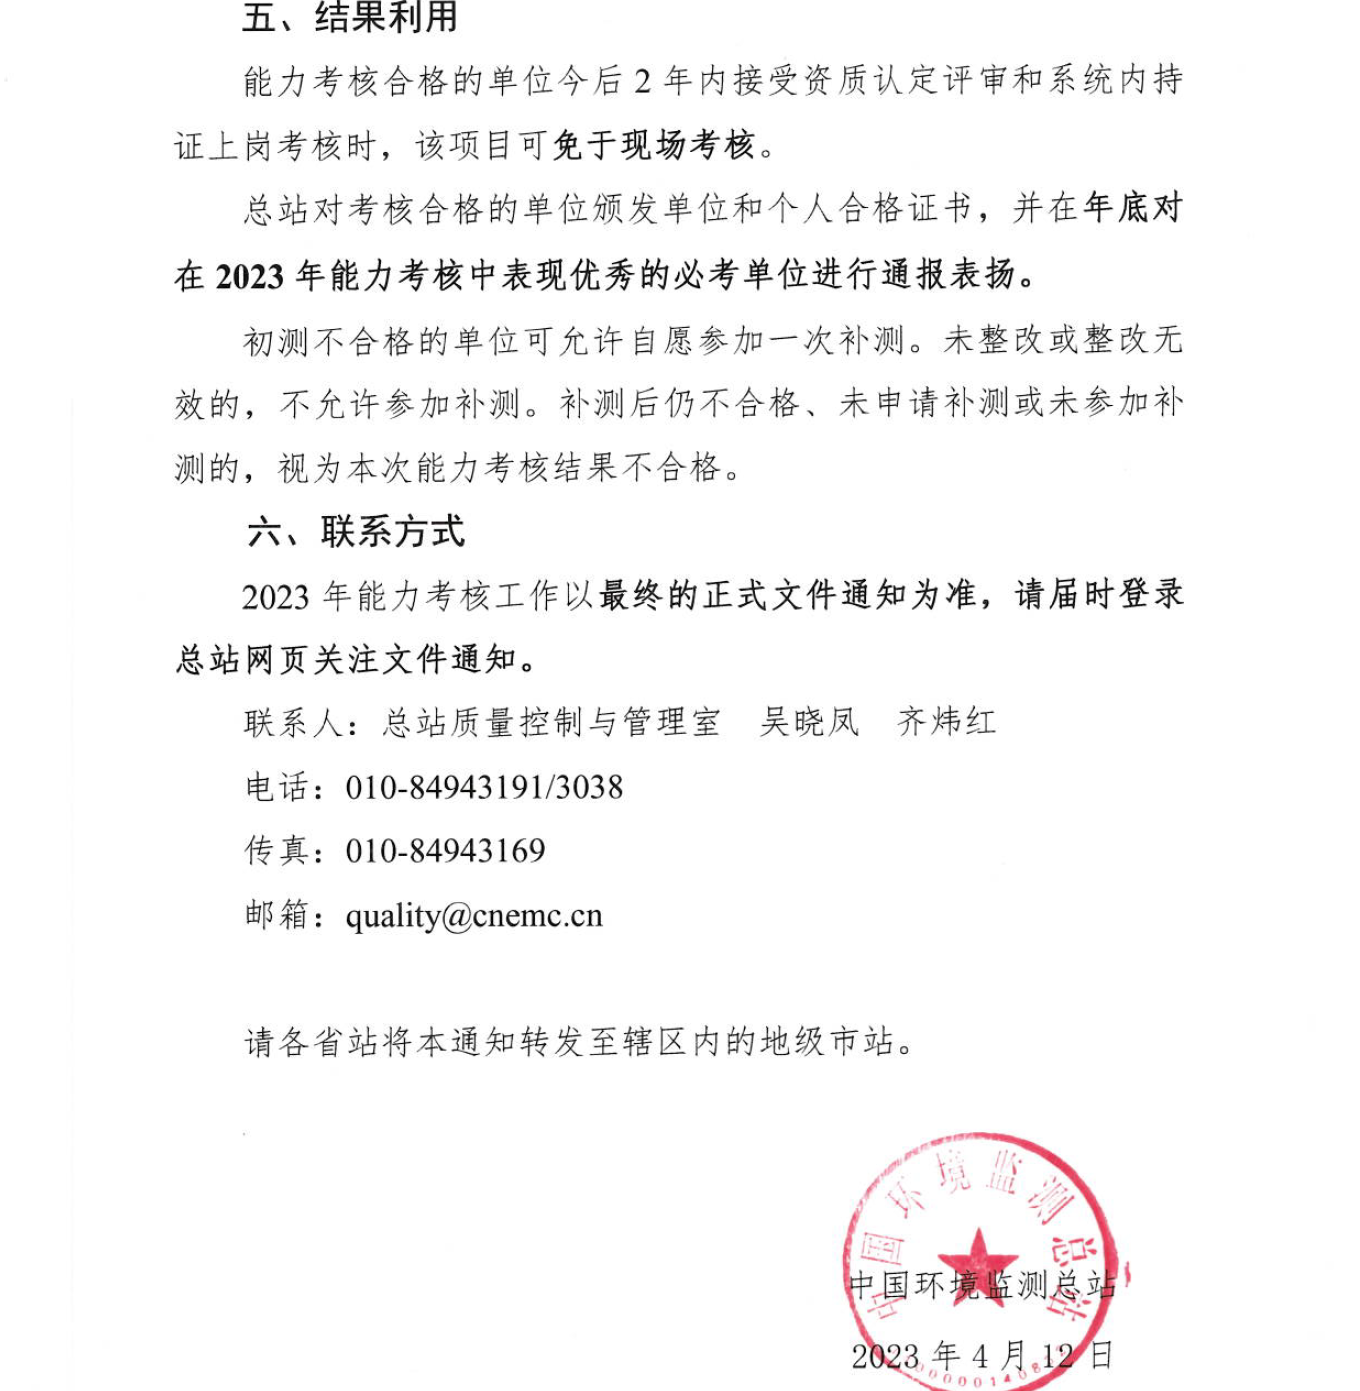 五、结果利用
能力考核合格的单位今后 2 年内接受资质认定评审和系统内持
证上岗考核时，该项目可免于现场考核。
总站对考核合格的单位颁发单位和个人合格证书，并在年底对
在 2023 年能力考核中表现优秀的必考单位进行通报表扬。
初测不合格的单位可允许自愿参加一次补测。未整改或整改无
效的，不允许参加补测。补测后仍不合格、未申请补测或未参加补
测的，视为本次能力考核结果不合格。
六、联系方式
2023 年能力考核工作以最终的正式文件通知为准，请届时登录
总站网页关注文件通知。
联系人：总站质量控制与管理室 吴晓凤 齐炜红
电话：010-84943191/3038
传真：010-84943169
邮箱：quality@cnemc.cn
请各省站将本通知转发至辖区内的地级市站。
中国环境监测总站
中国环境监测总站
2023 年 4 月 12 日